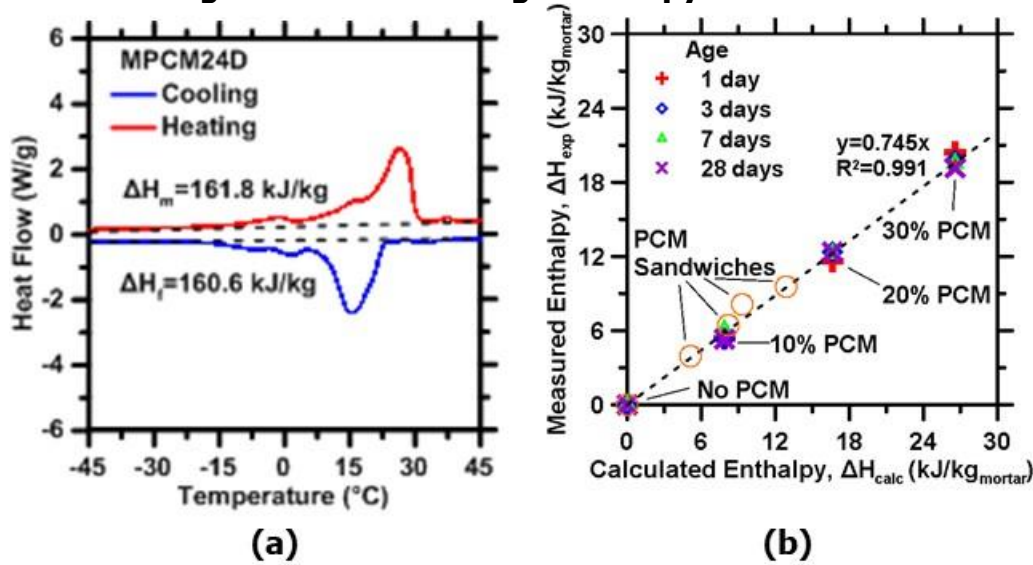 MPCM24D
Cooling
Heating
ΔHm=161.8 kJ/kg
ΔHf=160.6 kJ/kg
Heat Flow (W/g)
6
4
2
0
-2
-4
-6
-45 -30 -15 0 15 30 45
Temperature (°C)
(a)
Measured Enthalpy, ΔHexp (kJ/kgmortar)
30
24
18
12
6
0
Age
1 day
3 days
7 days
28 days
y=0.745x
R²=0.991
PCM
Sandwiches
30% PCM
20% PCM
10% PCM
No PCM
0 6 12 18 24 30
Calculated Enthalpy, ΔHcalc (kJ/kgmortar)
(b)